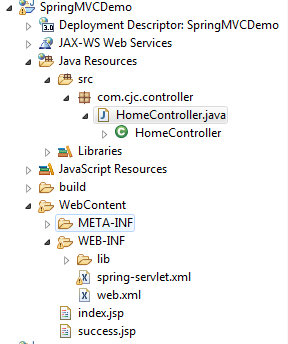 SpringMVCDemo
Deployment Descriptor: SpringMVCDemo
JAX-WS Web Services
Java Resources
src
com.cjc.controller
HomeController.java
HomeController
Libraries
JavaScript Resources
build
WebContent
META-INF
WEB-INF
lib
spring-servlet.xml
web.xml
index.jsp
success.jsp